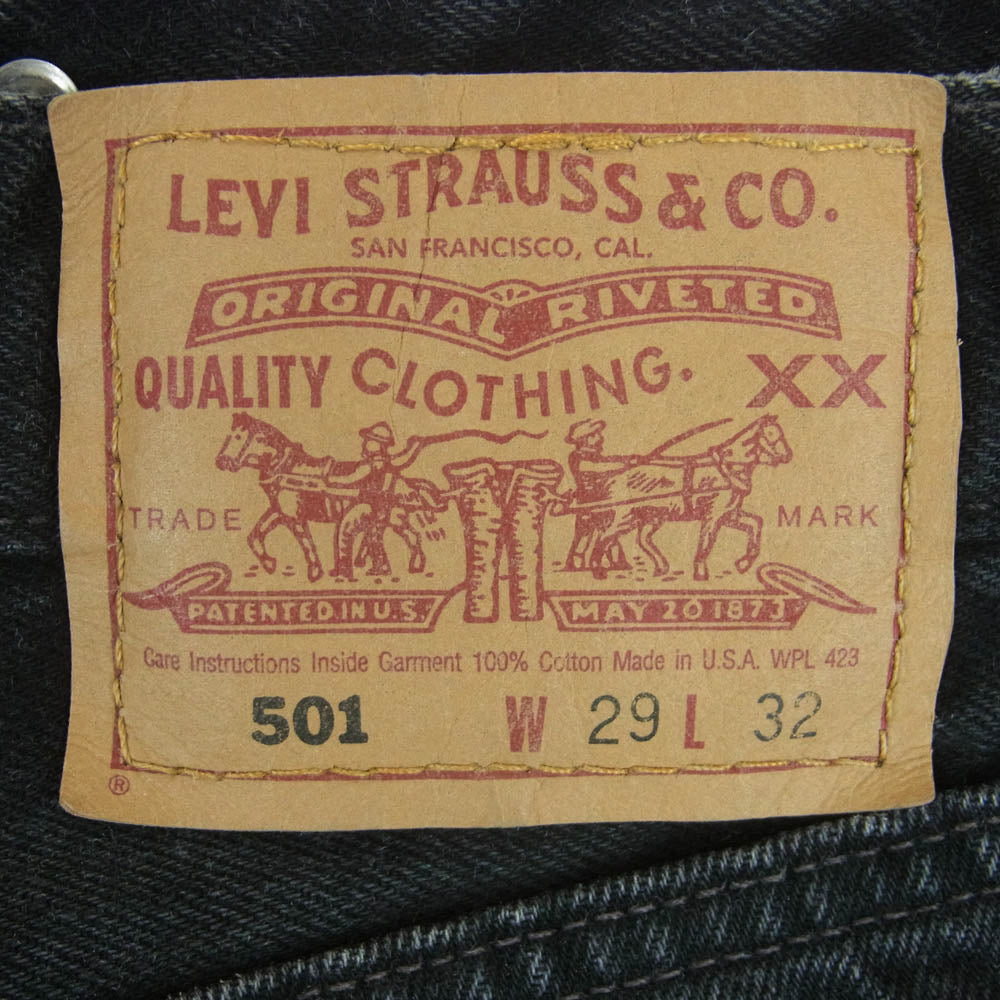 LEVI STRAUSS & CO.
SAN FRANCISCO, CAL.
ORIGINAL RIVETED
QUALITY CLOTHING. XX
TRADE MARK
PATENTED IN U.S. MAY 20 1873
Care Instructions Inside Garment 100% Cotton Made in U.S.A. WPL 423
501 W 29 L 32
®